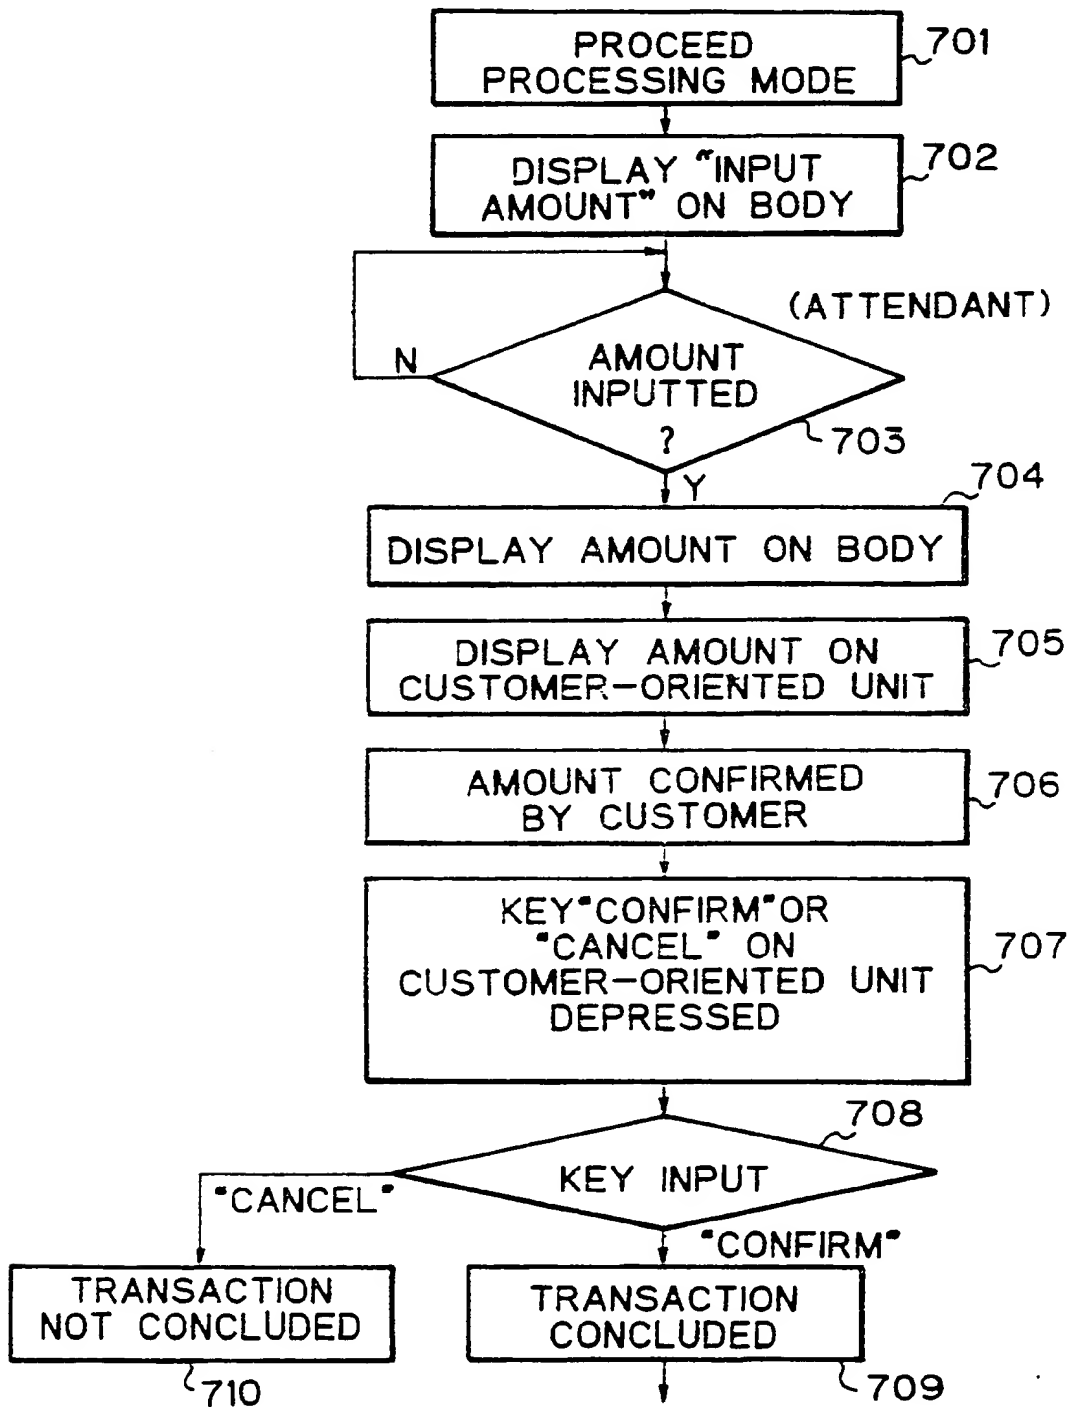 PROCEED
PROCESSING MODE
701
DISPLAY "INPUT
AMOUNT" ON BODY
702
(ATTENDANT)
N
AMOUNT
INPUTTED
?
703
Y
704
DISPLAY AMOUNT ON BODY
DISPLAY AMOUNT ON
CUSTOMER-ORIENTED UNIT
705
AMOUNT CONFIRMED
BY CUSTOMER
706
KEY "CONFIRM" OR
"CANCEL" ON
CUSTOMER-ORIENTED UNIT
DEPRESSED
707
708
KEY INPUT
"CANCEL"
"CONFIRM"
TRANSACTION
NOT CONCLUDED
TRANSACTION
CONCLUDED
710
709